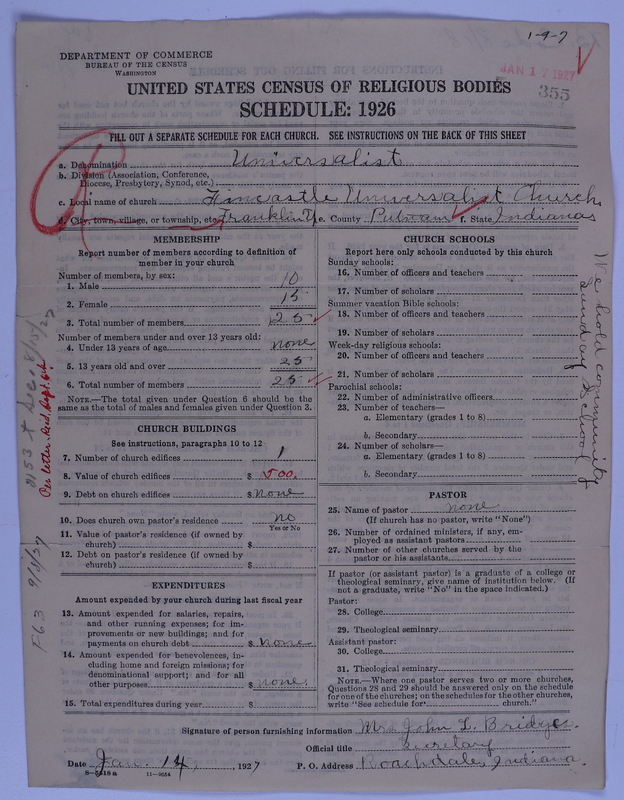 1-9-7
DEPARTMENT OF COMMERCE
BUREAU OF THE CENSUS
WASHINGTON
JAN 17 1927
355
UNITED STATES CENSUS OF RELIGIOUS BODIES
SCHEDULE: 1926
FILL OUT A SEPARATE SCHEDULE FOR EACH CHURCH. SEE INSTRUCTIONS ON THE BACK OF THIS SHEET
a. Denomination Universalist
b. Division (Association, Conference,
Diocese, Presbytery, Synod, etc.)
c. Local name of church Fincastle Universalist Church
d. City, town, village, or township, etc. Franklin Tp e. County Putnam f. State Indiana
MEMBERSHIP
Report number of members according to definition of
member in your church
Number of members, by sex:
1. Male 10
2. Female 15
3. Total number of members 25
Number of members under and over 13 years old:
4. Under 13 years of age none
5. 13 years old and over 25
6. Total number of members 25
NOTE.—The total given under Question 6 should be the
same as the total of males and females given under Question 3.
CHURCH BUILDINGS
See instructions, paragraphs 10 to 12
7. Number of church edifices 1
8. Value of church edifices $ 500.
9. Debt on church edifices $ none
10. Does church own pastor's residence no
Yes or No
11. Value of pastor's residence (if owned by
church) $
12. Debt on pastor's residence (if owned by
church) $
EXPENDITURES
Amount expended by your church during last fiscal year
13. Amount expended for salaries, repairs,
and other running expenses; for im-
provements or new buildings; and for
payments on church debt $ none
14. Amount expended for benevolences, in-
cluding home and foreign missions; for
denominational support; and for all
other purposes $ none.
15. Total expenditures during year $
CHURCH SCHOOLS
Report here only schools conducted by this church
Sunday schools:
16. Number of officers and teachers
17. Number of scholars
Summer vacation Bible schools:
18. Number of officers and teachers
19. Number of scholars
Week-day religious schools:
20. Number of officers and teachers
21. Number of scholars
Parochial schools:
22. Number of administrative officers
23. Number of teachers—
a. Elementary (grades 1 to 8)
b. Secondary
24. Number of scholars—
a. Elementary (grades 1 to 8)
b. Secondary
We hold community
Sunday School
PASTOR
25. Name of pastor none
(If church has no pastor, write "None")
26. Number of ordained ministers, if any, em-
ployed as assistant pastors
27. Number of other churches served by the
pastor or his assistants
If pastor (or assistant pastor) is a graduate of a college or
theological seminary, give name of institution below. (If
not a graduate, write "No" in the space indicated.)
Pastor:
28. College
29. Theological seminary
Assistant pastor:
30. College
31. Theological seminary
NOTE.—Where one pastor serves two or more churches,
Questions 28 and 29 should be answered only on the schedule
for one of the churches; on the schedules for the other churches,
write "See schedule for church."
Signature of person furnishing information Mrs. John L. Bridges.
Official title Secretary
Date Jan. 14, 1927 P. O. Address Roachdale, Indiana
8-5518a 11-9054